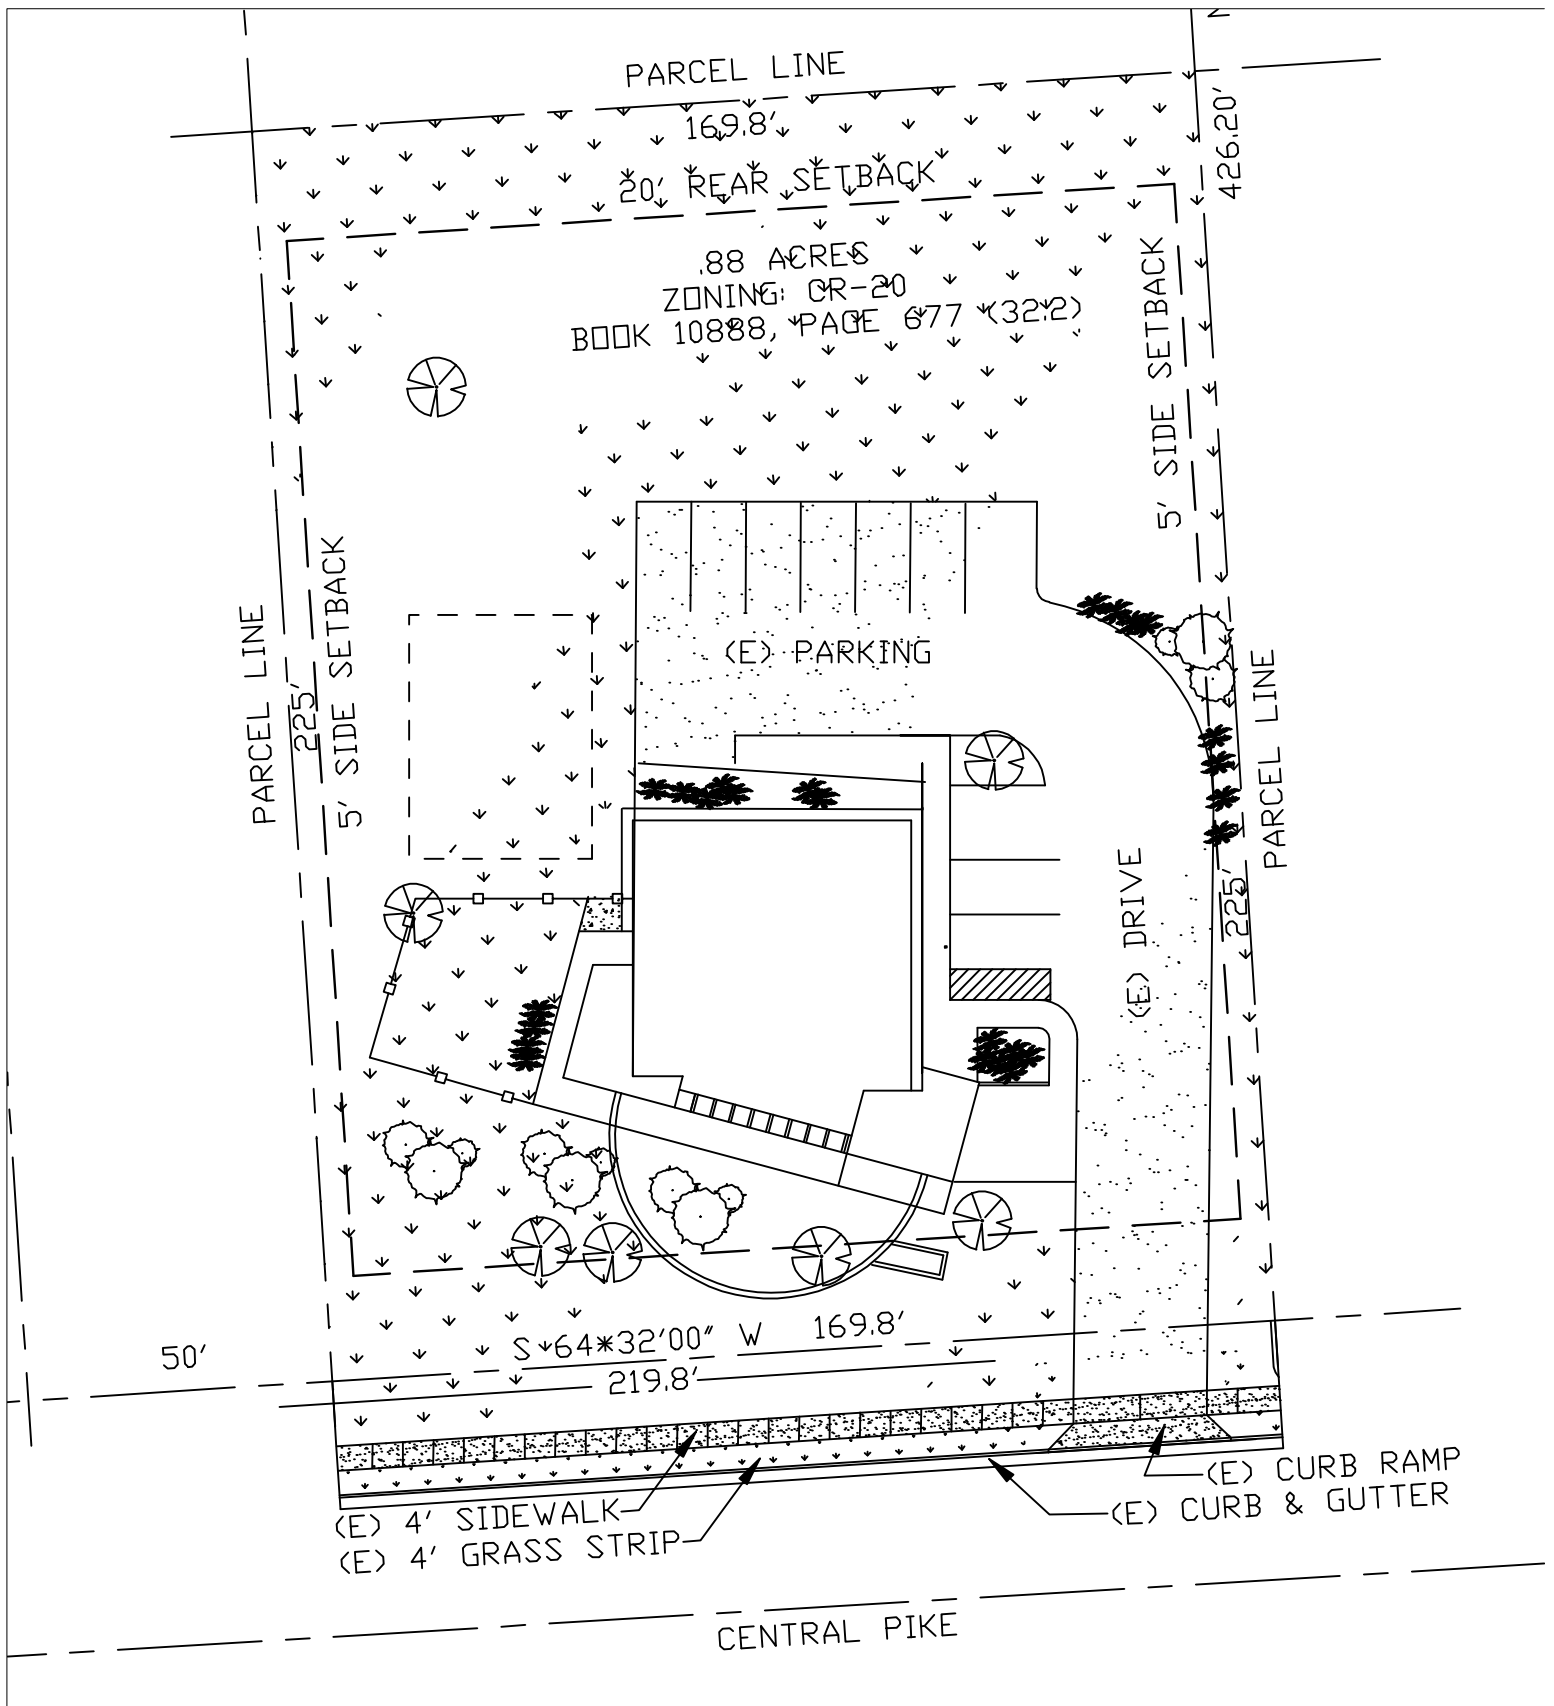 PARCEL LINE
169.8'
20' REAR SETBACK
426.20'
.88 ACRES
ZONING: CR-20
BOOK 10888, PAGE 677 (32.2)
5' SIDE SETBACK
PARCEL LINE
225'
5' SIDE SETBACK
(E) PARKING
PARCEL LINE
225'
(E) DRIVE
50'
S 64*32'00" W 169.8'
219.8'
(E) 4' SIDEWALK
(E) 4' GRASS STRIP
(E) CURB RAMP
(E) CURB & GUTTER
CENTRAL PIKE